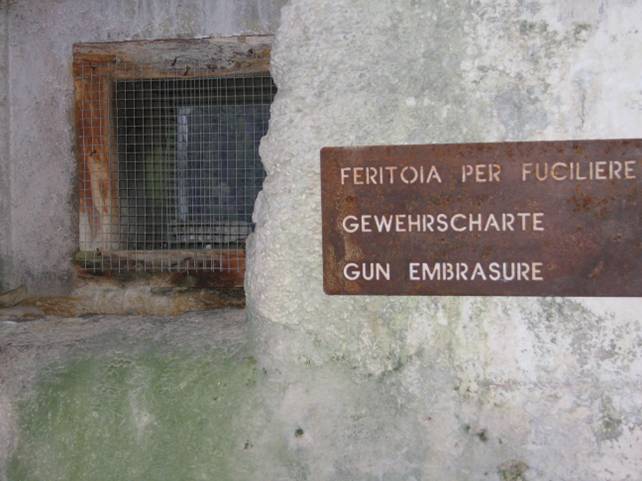 FERITOIA PER FUCILIERE
GEWEHRSCHARTE
GUN EMBRASURE